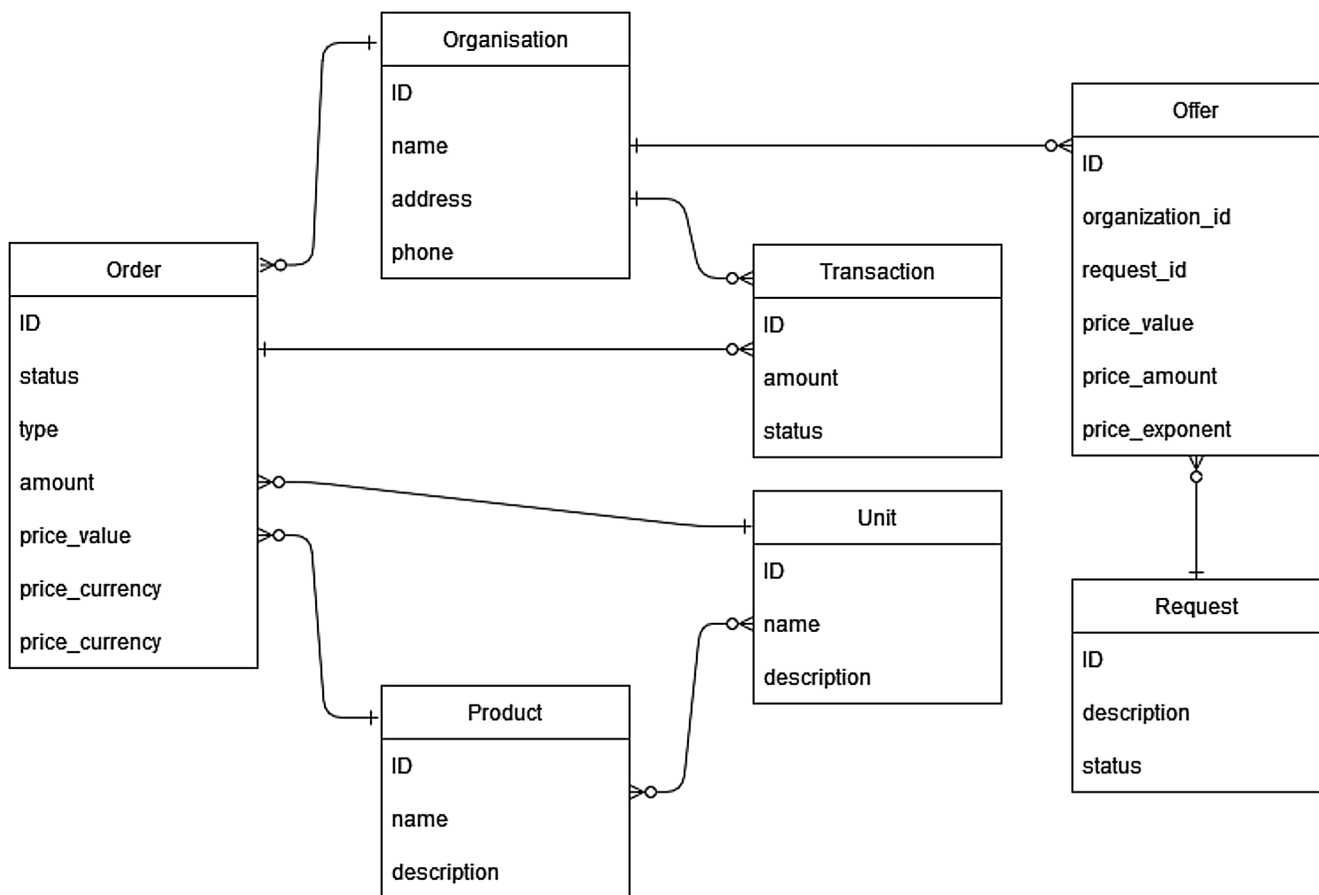 Organisation
ID
name
address
phone
Offer
ID
organization_id
request_id
price_value
price_amount
price_exponent
Order
ID
status
type
amount
price_value
price_currency
price_currency
Transaction
ID
amount
status
Unit
ID
name
description
Product
ID
name
description
Request
ID
description
status